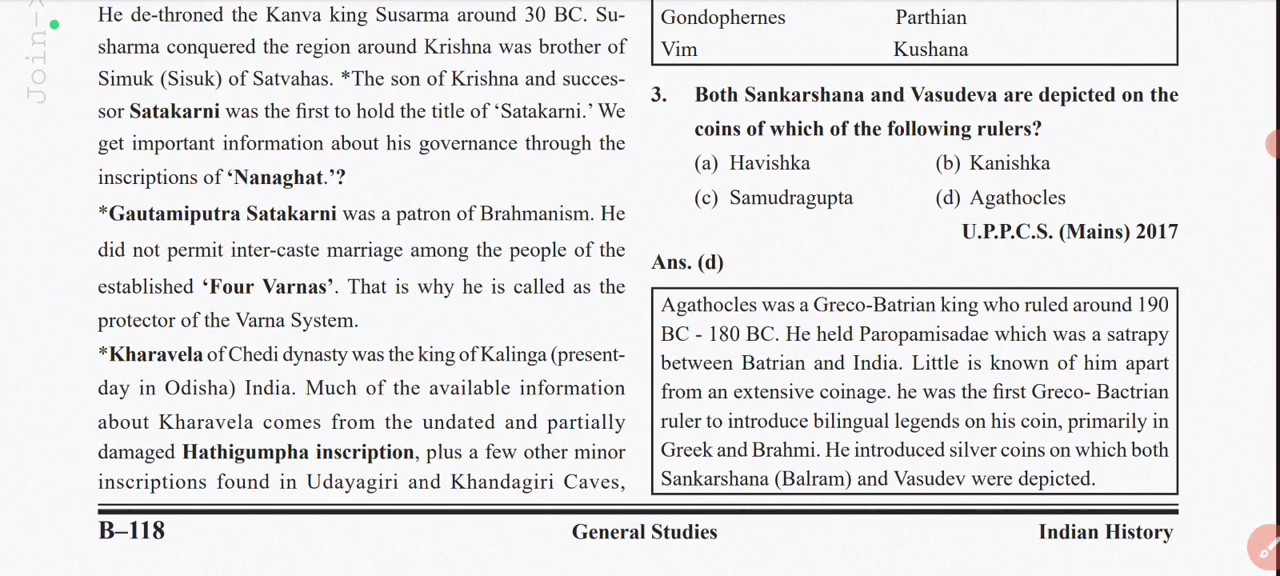 Join->
He de-throned the Kanva king Susarma around 30 BC. Su-
sharma conquered the region around Krishna was brother of
Simuk (Sisuk) of Satvahas. *The son of Krishna and succes-
sor Satakarni was the first to hold the title of ‘Satakarni.’ We
get important information about his governance through the
inscriptions of ‘Nanaghat.’?
*Gautamiputra Satakarni was a patron of Brahmanism. He
did not permit inter-caste marriage among the people of the
established ‘Four Varnas’. That is why he is called as the
protector of the Varna System.
*Kharavela of Chedi dynasty was the king of Kalinga (present-
day in Odisha) India. Much of the available information
about Kharavela comes from the undated and partially
damaged Hathigumpha inscription, plus a few other minor
inscriptions found in Udayagiri and Khandagiri Caves,
Gondophernes Parthian
Vim Kushana
3. Both Sankarshana and Vasudeva are depicted on the
coins of which of the following rulers?
(a) Havishka (b) Kanishka
(c) Samudragupta (d) Agathocles
U.P.P.C.S. (Mains) 2017
Ans. (d)
Agathocles was a Greco-Batrian king who ruled around 190
BC - 180 BC. He held Paropamisadae which was a satrapy
between Batrian and India. Little is known of him apart
from an extensive coinage. he was the first Greco- Bactrian
ruler to introduce bilingual legends on his coin, primarily in
Greek and Brahmi. He introduced silver coins on which both
Sankarshana (Balram) and Vasudev were depicted.
B–118 General Studies Indian History